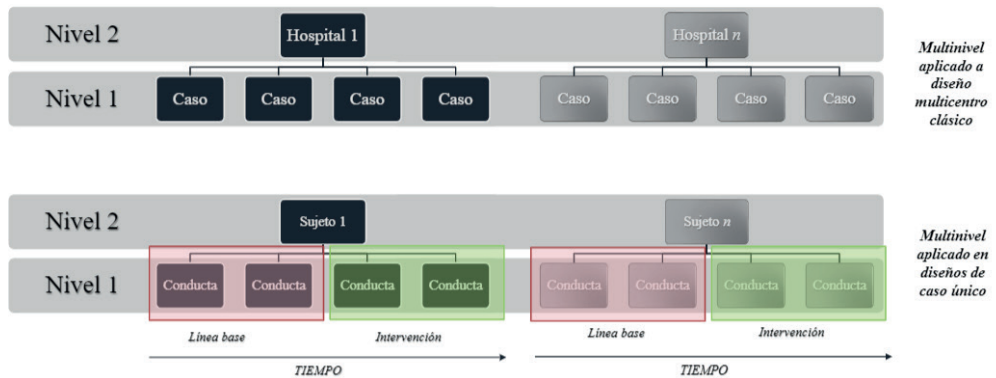 Nivel 2
Hospital 1
Hospital n
Nivel 1
Caso
Caso
Caso
Caso
Caso
Caso
Caso
Caso
Multinivel
aplicado a
diseño
multicentro
clásico
Nivel 2
Sujeto 1
Sujeto n
Nivel 1
Conducta
Conducta
Conducta
Conducta
Conducta
Conducta
Conducta
Conducta
Multinivel
aplicado en
diseños de
caso único
Línea base
Intervención
Línea base
Intervención
TIEMPO
TIEMPO